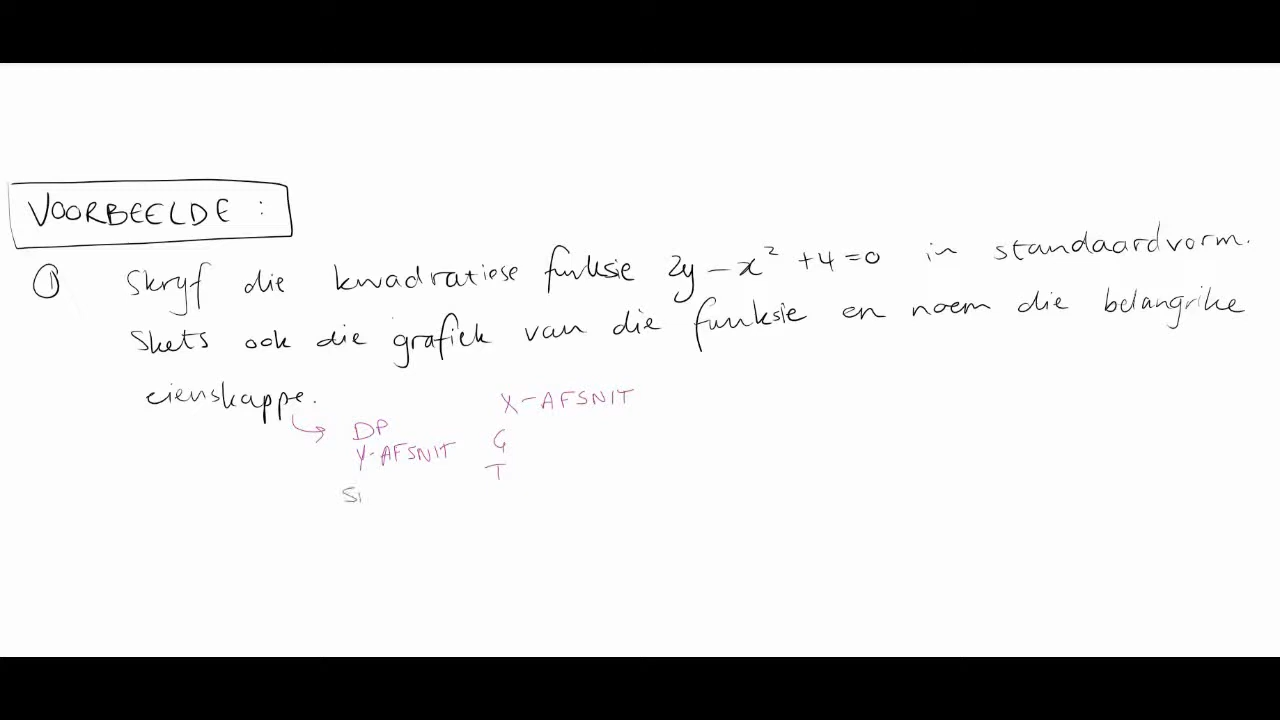 VOORBEELDE :
① Skryf die kwadratiese funksie 2y - x² + 4 = 0 in standaardvorm.
Skets ook die grafiek van die funksie en noem die belangrike
eienskappe.
X-AFSNIT
DP
Y-AFSNIT G
T
SI